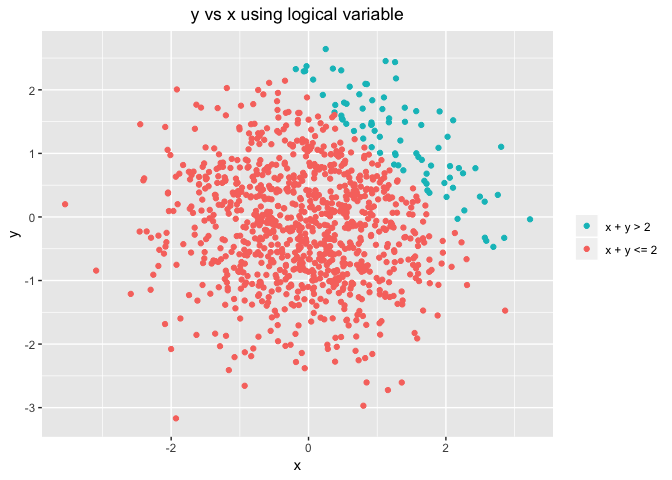 y vs x using logical variable
2
1
0
-1
-2
-3
y
-2
0
2
x
x + y > 2
x + y <= 2